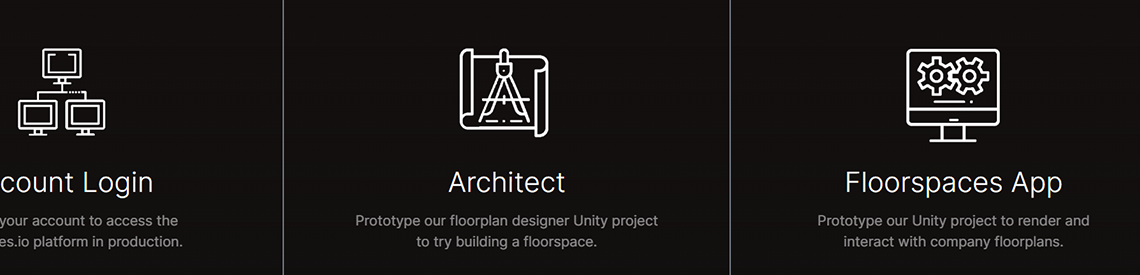 count Login
your account to access the
es.io platform in production.
Architect
Prototype our floorplan designer Unity project
to try building a floorspace.
Floorspaces App
Prototype our Unity project to render and
interact with company floorplans.